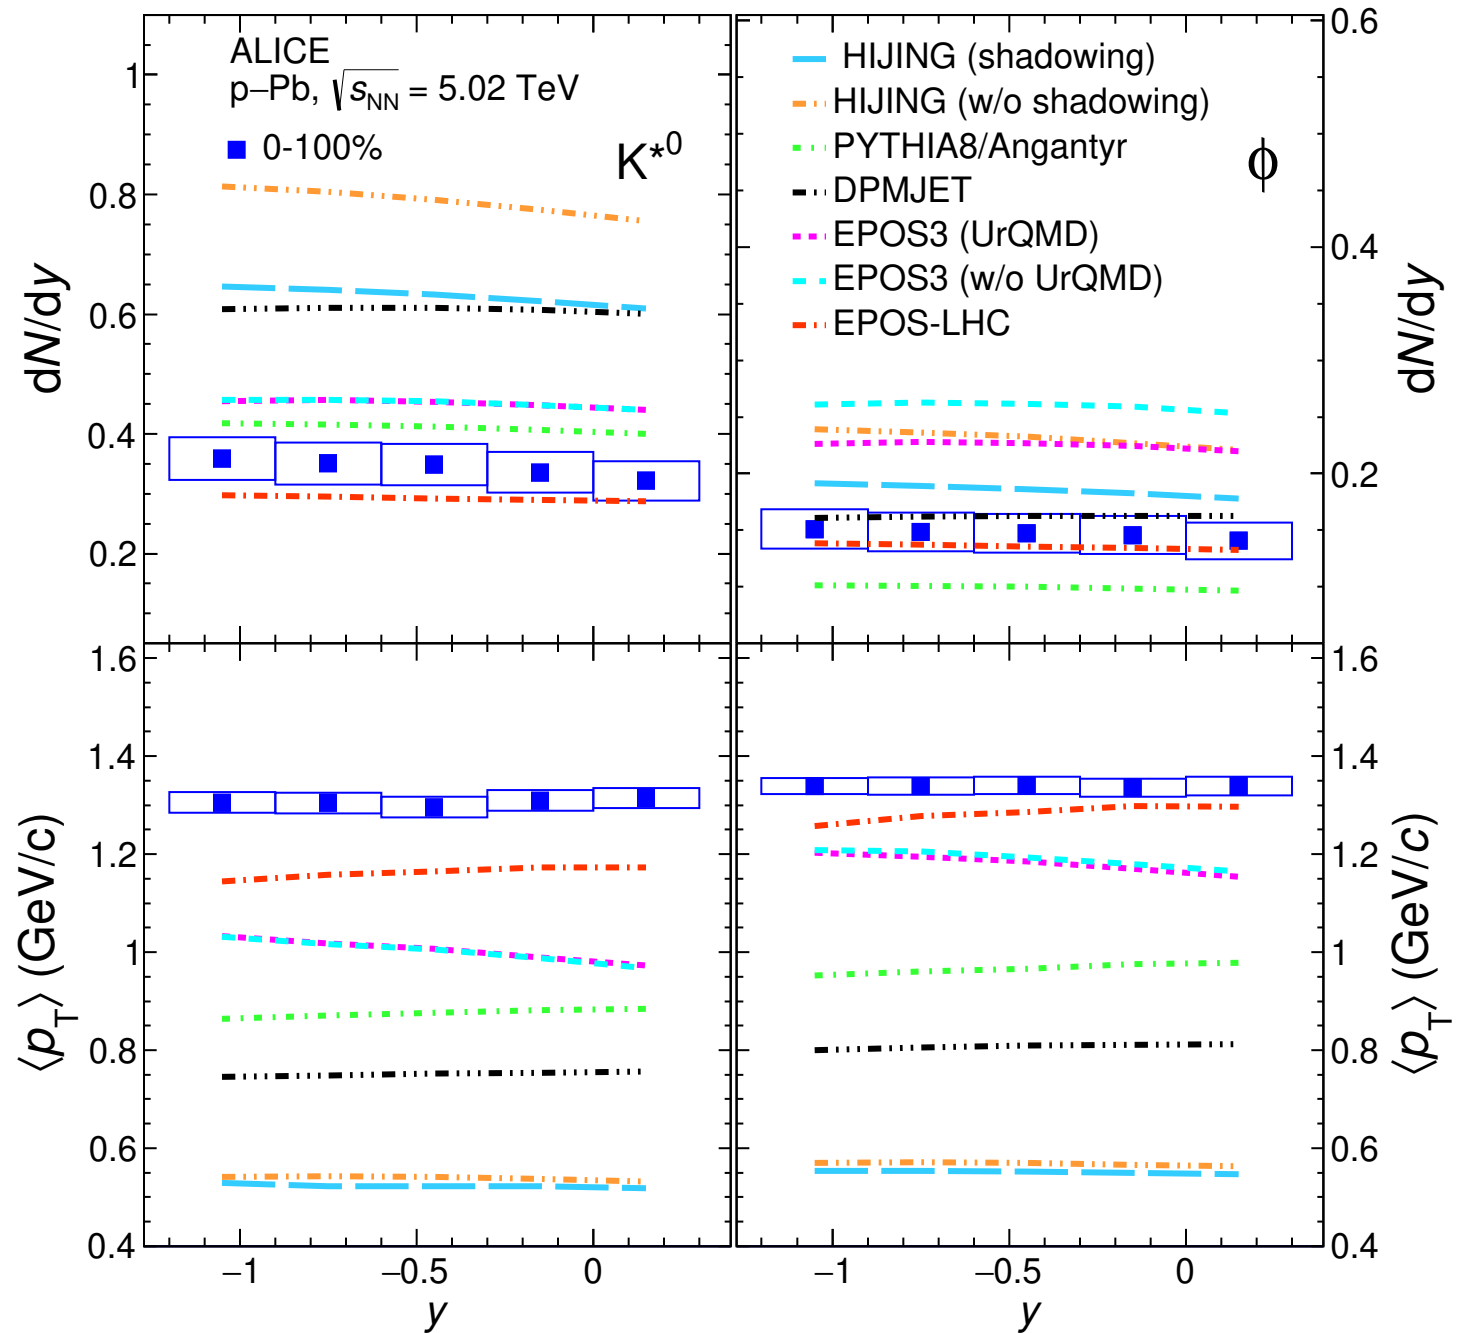 ALICE
p–Pb, √sNN = 5.02 TeV
0-100%
K*0
HIJING (shadowing)
HIJING (w/o shadowing)
PYTHIA8/Angantyr
DPMJET
EPOS3 (UrQMD)
EPOS3 (w/o UrQMD)
EPOS-LHC
ϕ
dN/dy
1
0.8
0.6
0.4
0.2
dN/dy
0.6
0.4
0.2
⟨pT⟩ (GeV/c)
1.6
1.4
1.2
1
0.8
0.6
0.4
⟨pT⟩ (GeV/c)
1.6
1.4
1.2
1
0.8
0.6
0.4
−1 −0.5 0
y
−1 −0.5 0
y